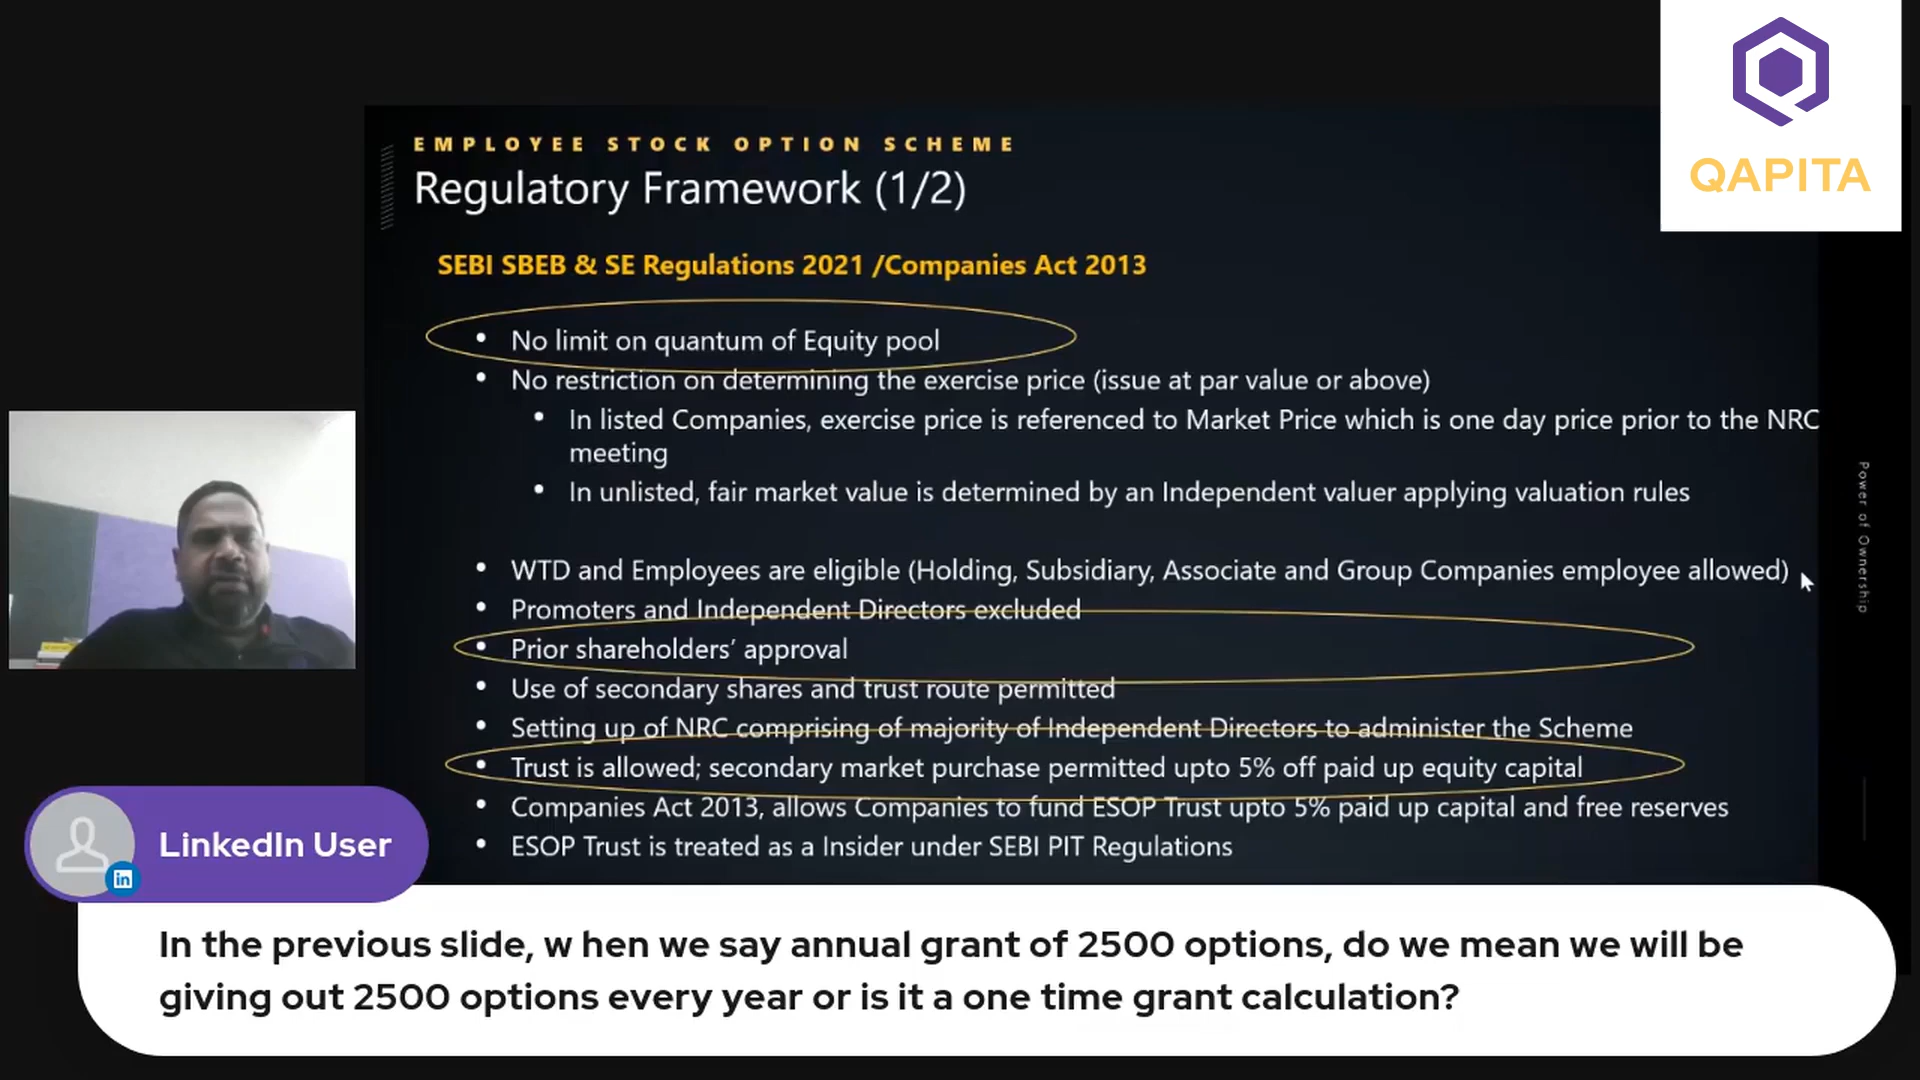 QAPITA
EMPLOYEE STOCK OPTION SCHEME
Regulatory Framework (1/2)
SEBI SBEB & SE Regulations 2021 /Companies Act 2013
• No limit on quantum of Equity pool
• No restriction on determining the exercise price (issue at par value or above)
• In listed Companies, exercise price is referenced to Market Price which is one day price prior to the NRC
meeting
• In unlisted, fair market value is determined by an Independent valuer applying valuation rules
• WTD and Employees are eligible (Holding, Subsidiary, Associate and Group Companies employee allowed)
• Promoters and Independent Directors excluded
• Prior shareholders’ approval
• Use of secondary shares and trust route permitted
• Setting up of NRC comprising of majority of Independent Directors to administer the Scheme
• Trust is allowed; secondary market purchase permitted upto 5% off paid up equity capital
• Companies Act 2013, allows Companies to fund ESOP Trust upto 5% paid up capital and free reserves
• ESOP Trust is treated as a Insider under SEBI PIT Regulations
Power of Ownership
LinkedIn User
in
In the previous slide, w hen we say annual grant of 2500 options, do we mean we will be
giving out 2500 options every year or is it a one time grant calculation?